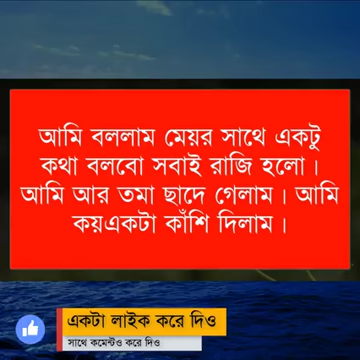 আমি বললাম মেয়র সাথে একটু
কথা বলবো সবাই রাজি হলো।
আমি আর তমা ছাদে গেলাম। আমি
কয়একটা কাঁশি দিলাম।
একটা লাইক করে দিও
সাথে কমেন্টও করে দিও